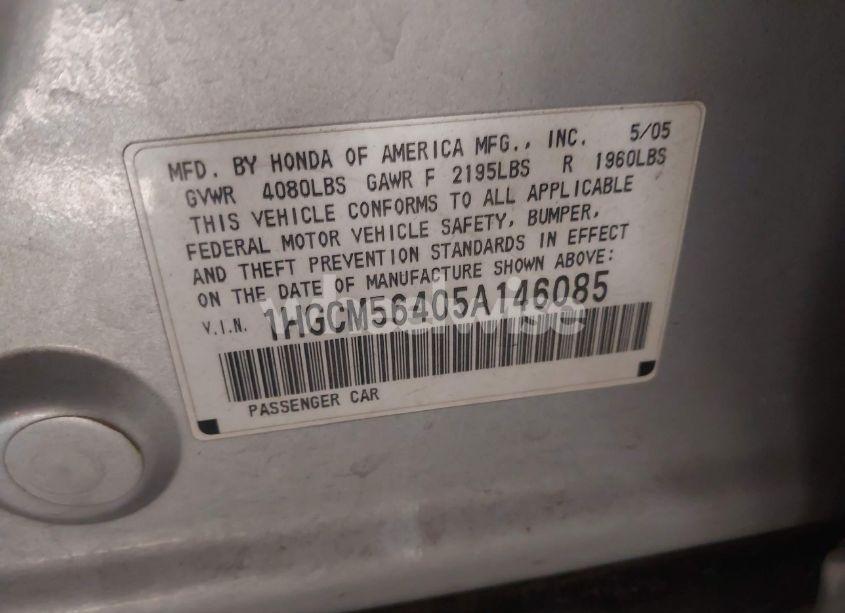 MFD. BY HONDA OF AMERICA MFG., INC. 5/05
GVWR 4080LBS GAWR F 2195LBS R 1960LBS
THIS VEHICLE CONFORMS TO ALL APPLICABLE
FEDERAL MOTOR VEHICLE SAFETY, BUMPER,
AND THEFT PREVENTION STANDARDS IN EFFECT
ON THE DATE OF MANUFACTURE SHOWN ABOVE:
V.I.N. 1HGCM56405A146085
PASSENGER CAR